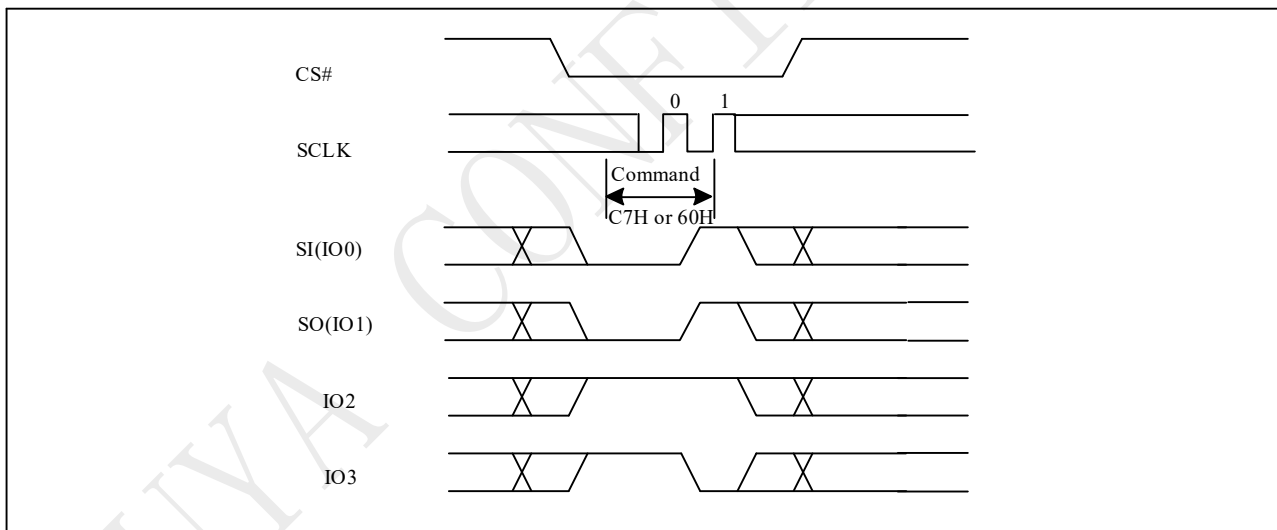 CS#
0 1
SCLK
Command
C7H or 60H
SI(IO0)
SO(IO1)
IO2
IO3